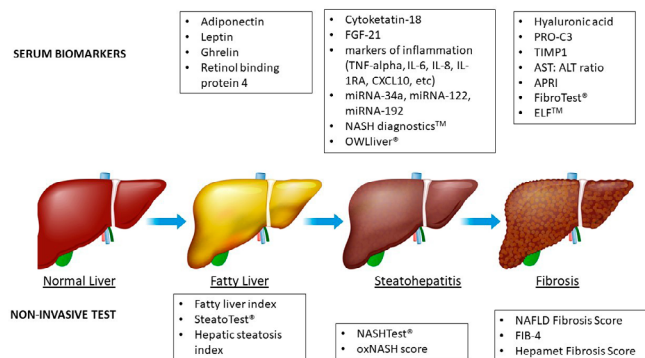 SERUM BIOMARKERS
• Adiponectin
• Leptin
• Ghrelin
• Retinol binding
protein 4
• Cytoketatin-18
• FGF-21
• markers of inflammation
(TNF-alpha, IL-6, IL-8, IL-
1RA, CXCL10, etc)
• miRNA-34a, miRNA-122,
miRNA-192
• NASH diagnostics™
• OWLliver®
• Hyaluronic acid
• PRO-C3
• TIMP1
• AST: ALT ratio
• APRI
• FibroTest®
• ELF™
Normal Liver
Fatty Liver
Steatohepatitis
Fibrosis
NON-INVASIVE TEST
• Fatty liver index
• SteatoTest®
• Hepatic steatosis
index
• NASHTest®
• oxNASH score
• NAFLD Fibrosis Score
• FIB-4
• Hepamet Fibrosis Score